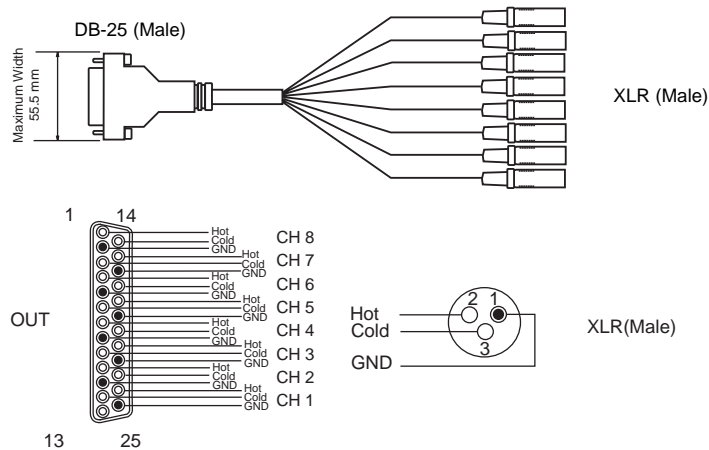 DB-25 (Male)
Maximum Width
55.5 mm
XLR (Male)
1 14
Hot
Cold
GND
CH 8
Hot
Cold
GND
CH 7
Hot
Cold
GND
CH 6
Hot
Cold
GND
CH 5
Hot
Cold
GND
CH 4
Hot
Cold
GND
CH 3
Hot
Cold
GND
CH 2
Hot
Cold
GND
CH 1
OUT
13 25
Hot
Cold
GND
2 1
3
XLR(Male)